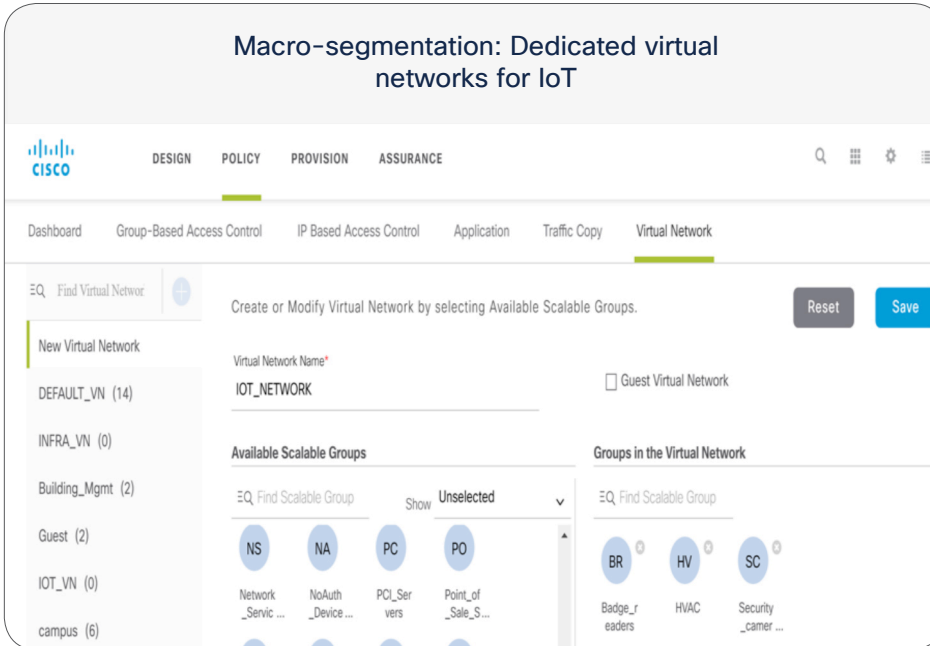 Macro-segmentation: Dedicated virtual
networks for IoT
CISCO
DESIGN POLICY PROVISION ASSURANCE
Dashboard Group-Based Access Control IP Based Access Control Application Traffic Copy Virtual Network
Find Virtual Networ
Create or Modify Virtual Network by selecting Available Scalable Groups.
Reset Save
New Virtual Network
Virtual Network Name*
IOT_NETWORK
Guest Virtual Network
DEFAULT_VN (14)
INFRA_VN (0)
Building_Mgmt (2)
Guest (2)
IOT_VN (0)
campus (6)
Available Scalable Groups
Find Scalable Group Show Unselected
NS NA PC PO
Network NoAuth PCI_Ser Point_of
_Servic ... _Device ... vers _Sale_S...
Groups in the Virtual Network
Find Scalable Group
BR HV SC
Badge_r HVAC Security
eaders _camer ...